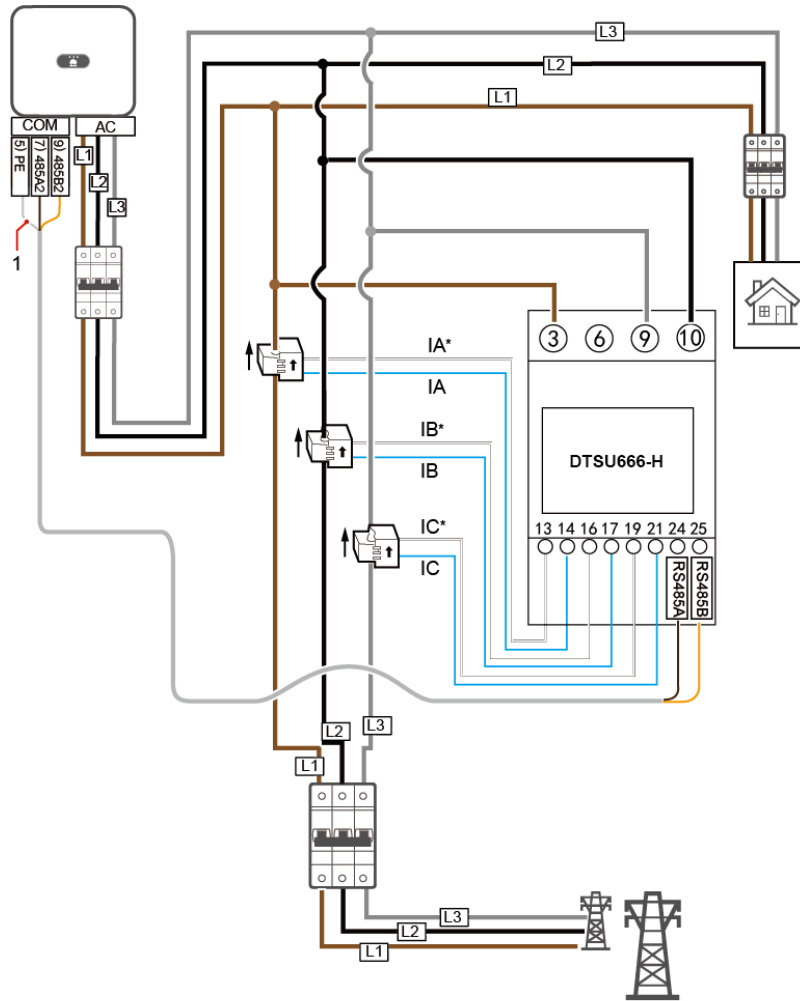 L3
L2
L1
COM
AC
5) PE
7) 485A2
9) 485B2
L1
L2
L3
1
3
6
9
10
IA*
IA
IB*
IB
IC*
IC
DTSU666-H
13 14 16 17 19 21 24 25
RS485A
RS485B
L3
L2
L1
L3
L2
L1